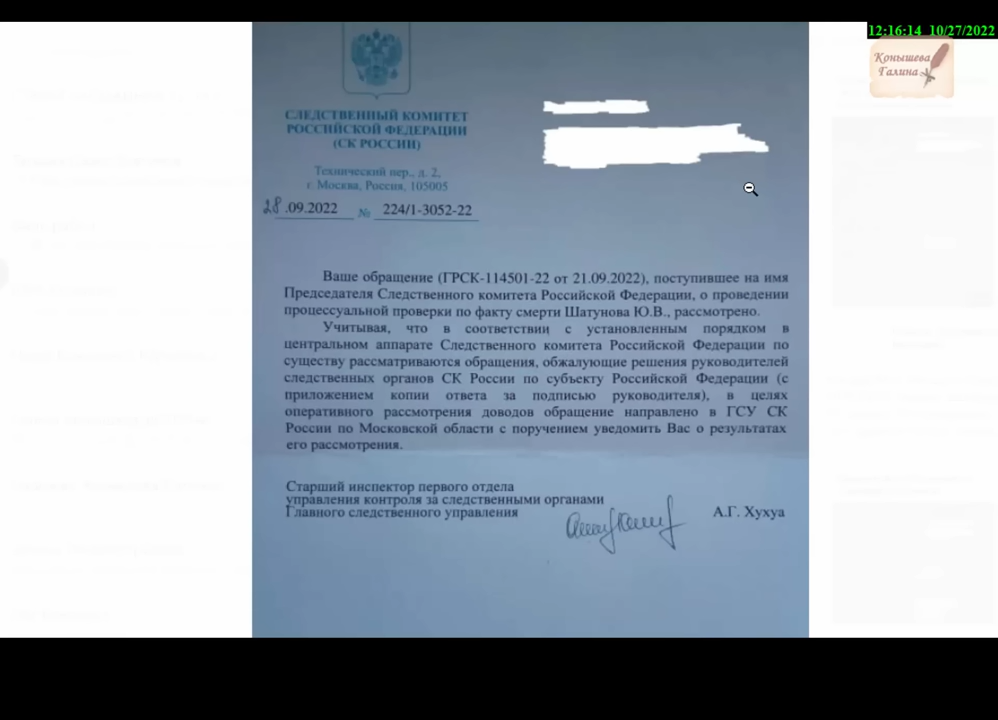 12:16:14 10/27/2022
Конышева
Галина
СЛЕДСТВЕННЫЙ КОМИТЕТ
РОССИЙСКОЙ ФЕДЕРАЦИИ
(СК РОССИИ)
Технический пер., д. 2,
г. Москва, Россия, 105005
28.09.2022 № 224/1-3052-22
Ваше обращение (ГРСК-114501-22 от 21.09.2022), поступившее на имя
Председателя Следственного комитета Российской Федерации, о проведении
процессуальной проверки по факту смерти Шатунова Ю.В., рассмотрено.
Учитывая, что в соответствии с установленным порядком в
центральном аппарате Следственного комитета Российской Федерации по
существу рассматриваются обращения, обжалующие решения руководителей
следственных органов СК России по субъекту Российской Федерации (с
приложением копии ответа за подписью руководителя), в целях
оперативного рассмотрения доводов обращение направлено в ГСУ СК
России по Московской области с поручением уведомить Вас о результатах
его рассмотрения.
Старший инспектор первого отдела
управления контроля за следственными органами
Главного следственного управления
А.Г. Хухуа